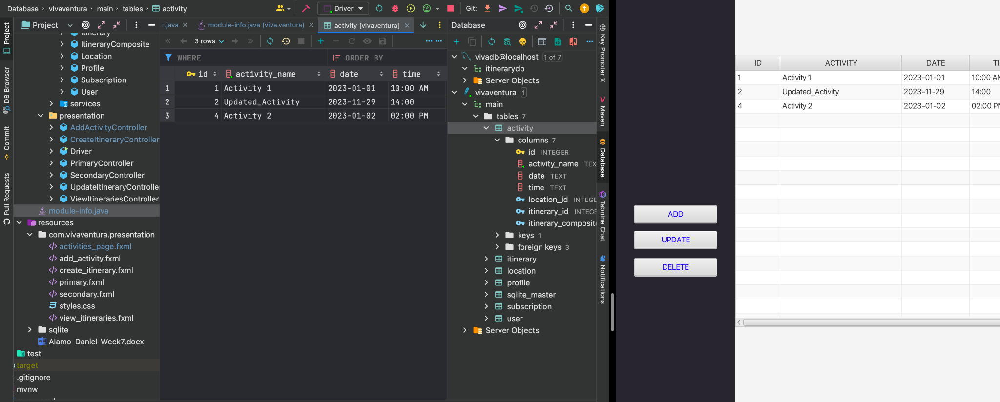 Database › vivaventura › main › tables › activity
Driver
Git:
Project
r.java
module-info.java (viva.ventura)
activity [vivaventura]
Database
Project
DB Browser
Commit
Pull Requests
Itinerary
ItineraryComposite
Location
Profile
Subscription
User
services
presentation
AddActivityController
CreateItineraryController
Driver
PrimaryController
SecondaryController
UpdateItineraryControlle
ViewItinerariesController
module-info.java
resources
com.vivaventura.presentation
activities_page.fxml
add_activity.fxml
create_itinerary.fxml
primary.fxml
secondary.fxml
styles.css
view_itineraries.fxml
sqlite
Alamo-Daniel-Week7.docx
test
target
.gitignore
mvnw
3 rows
WHERE ORDER BY
id activity_name date time
1 1 Activity 1 2023-01-01 10:00 AM
2 2 Updated_Activity 2023-11-29 14:00
3 4 Activity 2 2023-01-02 02:00 PM
vivadb@localhost 1 of 7
itinerarydb
Server Objects
vivaventura 1
main
tables 7
activity
columns 7
id INTEGER
activity_name TEX
date TEXT
time TEXT
location_id INTEGE
itinerary_id INTEG
itinerary_composite
keys 1
foreign keys 3
itinerary
location
profile
sqlite_master
subscription
user
Server Objects
Key Promoter X
Maven
Database
Tabnine Chat
Notifications
ADD
UPDATE
DELETE
ID ACTIVITY DATE TI
1 Activity 1 2023-01-01 10:00 AM
2 Updated_Activity 2023-11-29 14:00
4 Activity 2 2023-01-02 02:00 PM